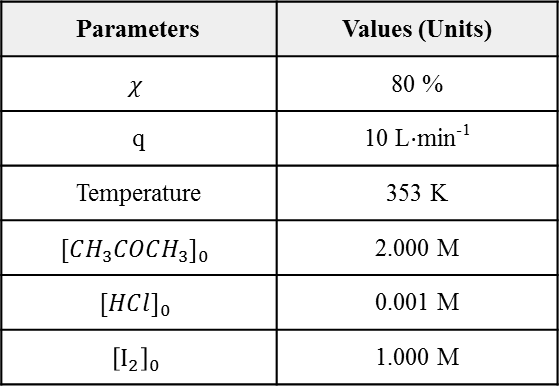 Parameters Values (Units)
χ 80 %
q 10 L·min⁻¹
Temperature 353 K
[CH₃COCH₃]₀ 2.000 M
[HCl]₀ 0.001 M
[I₂]₀ 1.000 M